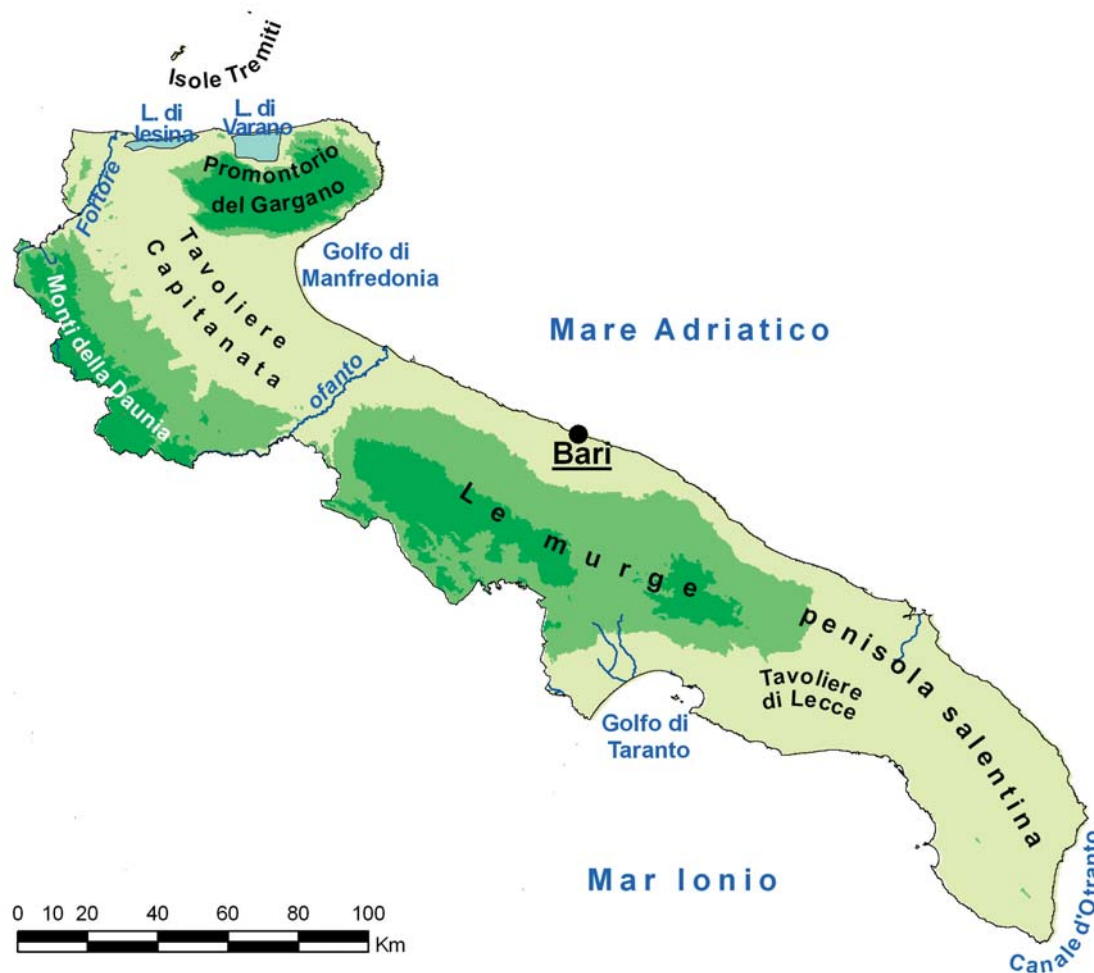 Isole Tremiti
L. di
Iesina
L. di
Varano
Fortore
Promontorio
del Gargano
Tavoliere
Capitanata
Golfo di
Manfredonia
Monti della Daunia
Mare Adriatico
ofanto
Bari
Le murge
penisola salentina
Tavoliere
di Lecce
Golfo di
Taranto
Mar Ionio
Canale d'Otranto
0 10 20 40 60 80 100
Km